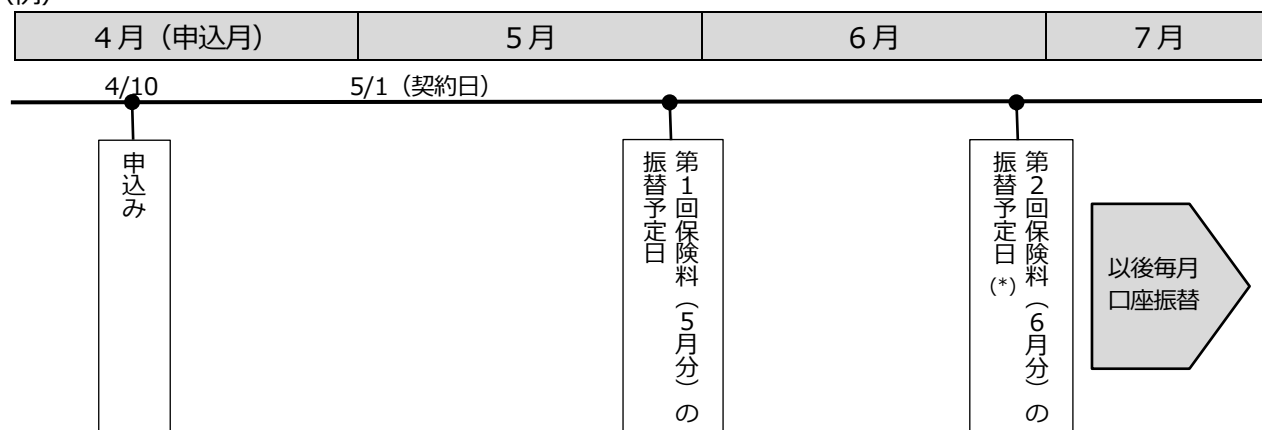 ４月（申込月）
５月
６月
７月
4/10
5/1（契約日）
申込み
第1回保険料（5月分）の
振替予定日
第2回保険料（6月分）の
振替予定日(*)
以後毎月
口座振替